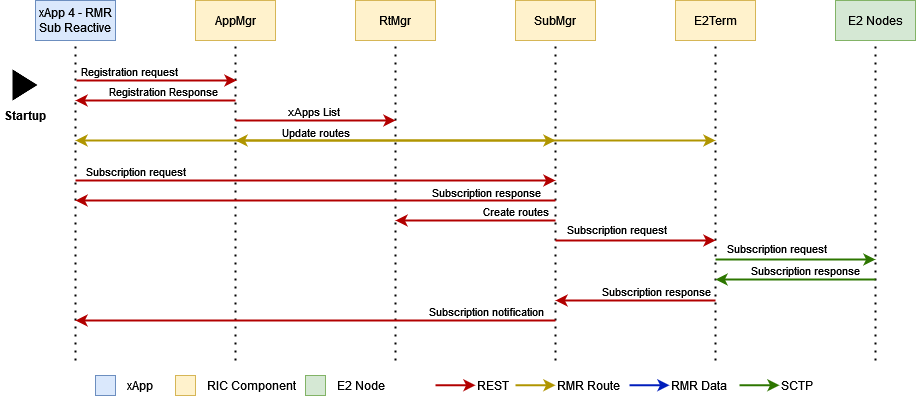 xApp 4 - RMR
Sub Reactive
AppMgr
RtMgr
SubMgr
E2Term
E2 Nodes
Registration request
Registration Response
Startup
xApps List
Update routes
Subscription request
Subscription response
Create routes
Subscription request
Subscription request
Subscription response
Subscription response
Subscription notification
xApp
RIC Component
E2 Node
REST
RMR Route
RMR Data
SCTP